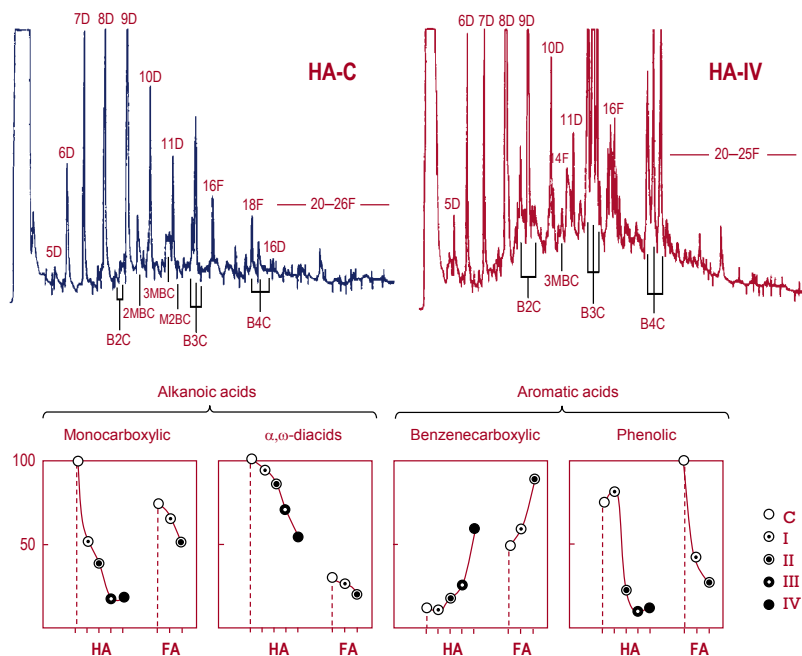 7D 8D 9D
10D
HA-C
6D
11D
16F
18F
20–26F
16D
5D
3MBC
2MBC
M2BC
B2C
B3C
B4C
6D 7D 8D 9D
10D
HA-IV
11D
16F
14F
20–25F
5D
3MBC
B2C
B3C
B4C
Alkanoic acids
Aromatic acids
Monocarboxylic
α,ω-diacids
Benzenecarboxylic
Phenolic
100
50
HA FA
HA FA
HA FA
HA FA
C
I
II
III
IV